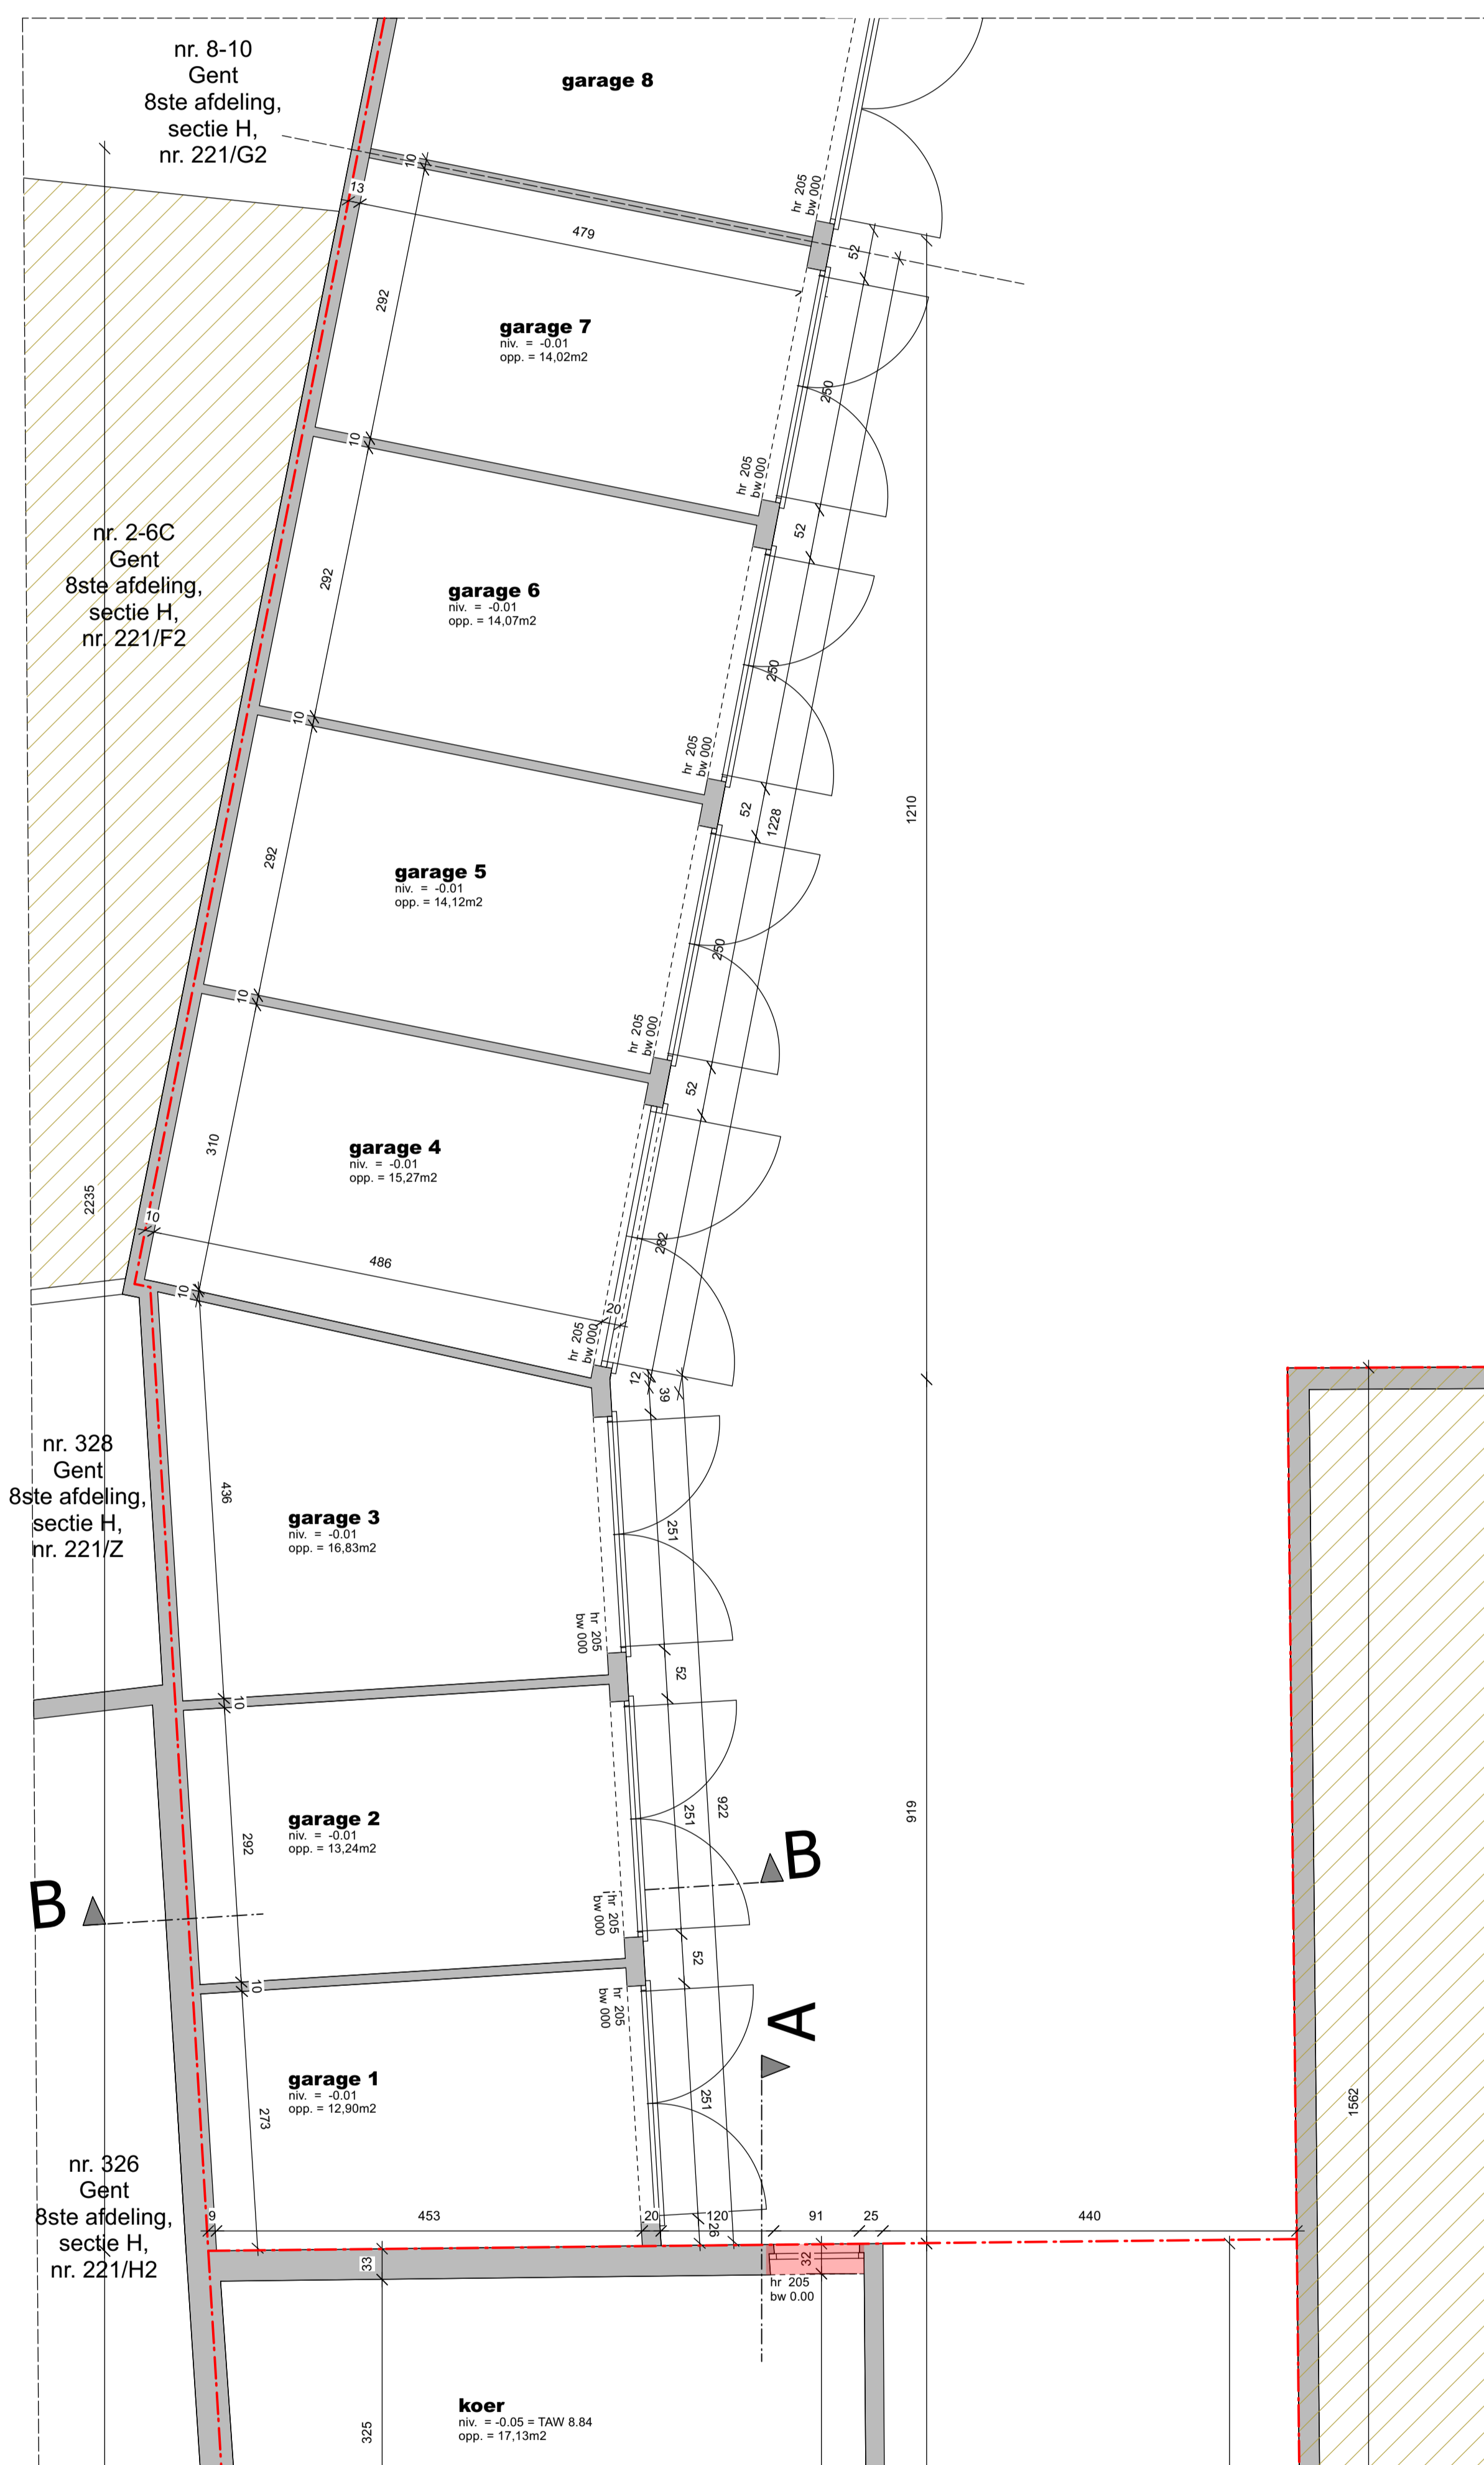 nr. 8-10
Gent
8ste afdeling,
sectie H,
nr. 221/G2
garage 8
10
13
479
hr 205
bw 000
52
292
garage 7
niv. = -0.01
opp. = 14,02m2
250
10
hr 205
bw 000
52
nr. 2-6C
Gent
8ste afdeling,
sectie H,
nr. 221/F2
292
garage 6
niv. = -0.01
opp. = 14,07m2
250
10
hr 205
bw 000
52
1228
1210
292
garage 5
niv. = -0.01
opp. = 14,12m2
250
10
hr 205
bw 000
52
310
garage 4
niv. = -0.01
opp. = 15,27m2
2235
10
486
282
20
10
hr 205
bw 000
12
39
nr. 328
Gent
8ste afdeling,
sectie H,
nr. 221/Z
436
garage 3
niv. = -0.01
opp. = 16,83m2
251
hr 205
bw 000
52
10
garage 2
niv. = -0.01
opp. = 13,24m2
292
251
922
916
B
B
hr 205
bw 000
52
10
hr 205
bw 000
A
garage 1
niv. = -0.01
opp. = 12,90m2
273
251
1562
nr. 326
Gent
8ste afdeling,
sectie H,
nr. 221/H2
9
453
20
120
26
91
25
440
33
32
hr 205
bw 0.00
koer
niv. = -0.05 = TAW 8.84
opp. = 17,13m2
325